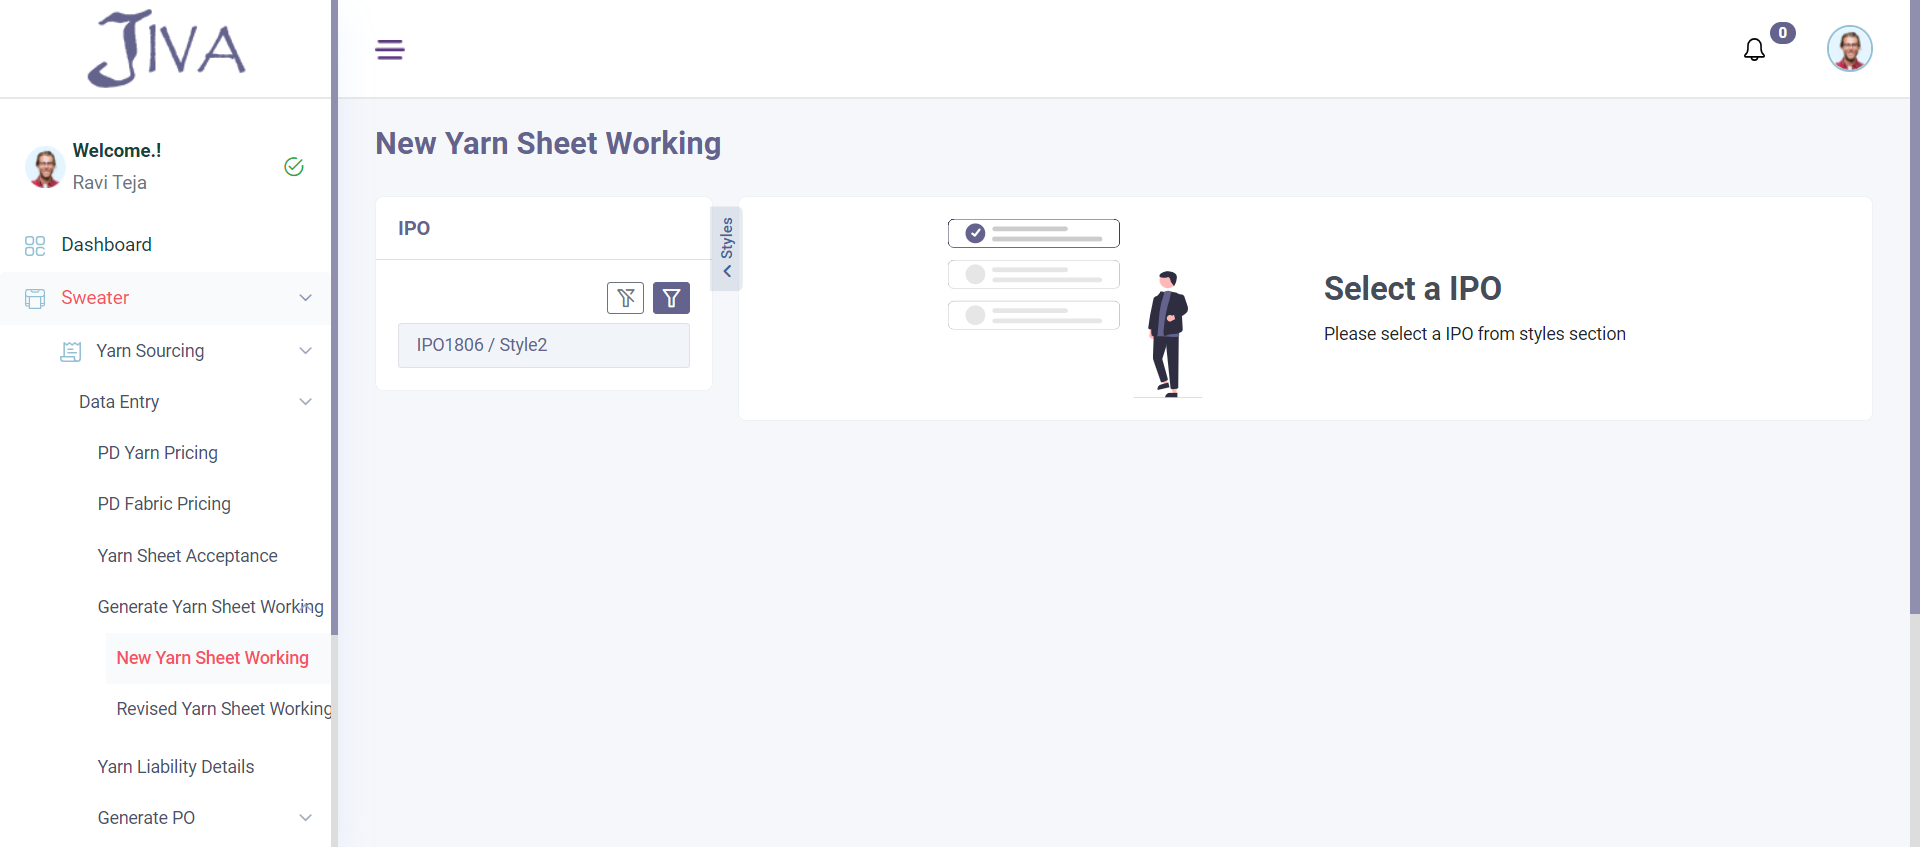 JIVA
0
Welcome.!
Ravi Teja
Dashboard
Sweater
Yarn Sourcing
Data Entry
PD Yarn Pricing
PD Fabric Pricing
Yarn Sheet Acceptance
Generate Yarn Sheet Working
New Yarn Sheet Working
Revised Yarn Sheet Working
Yarn Liability Details
Generate PO
New Yarn Sheet Working
IPO
Styles
IPO1806 / Style2
Select a IPO
Please select a IPO from styles section